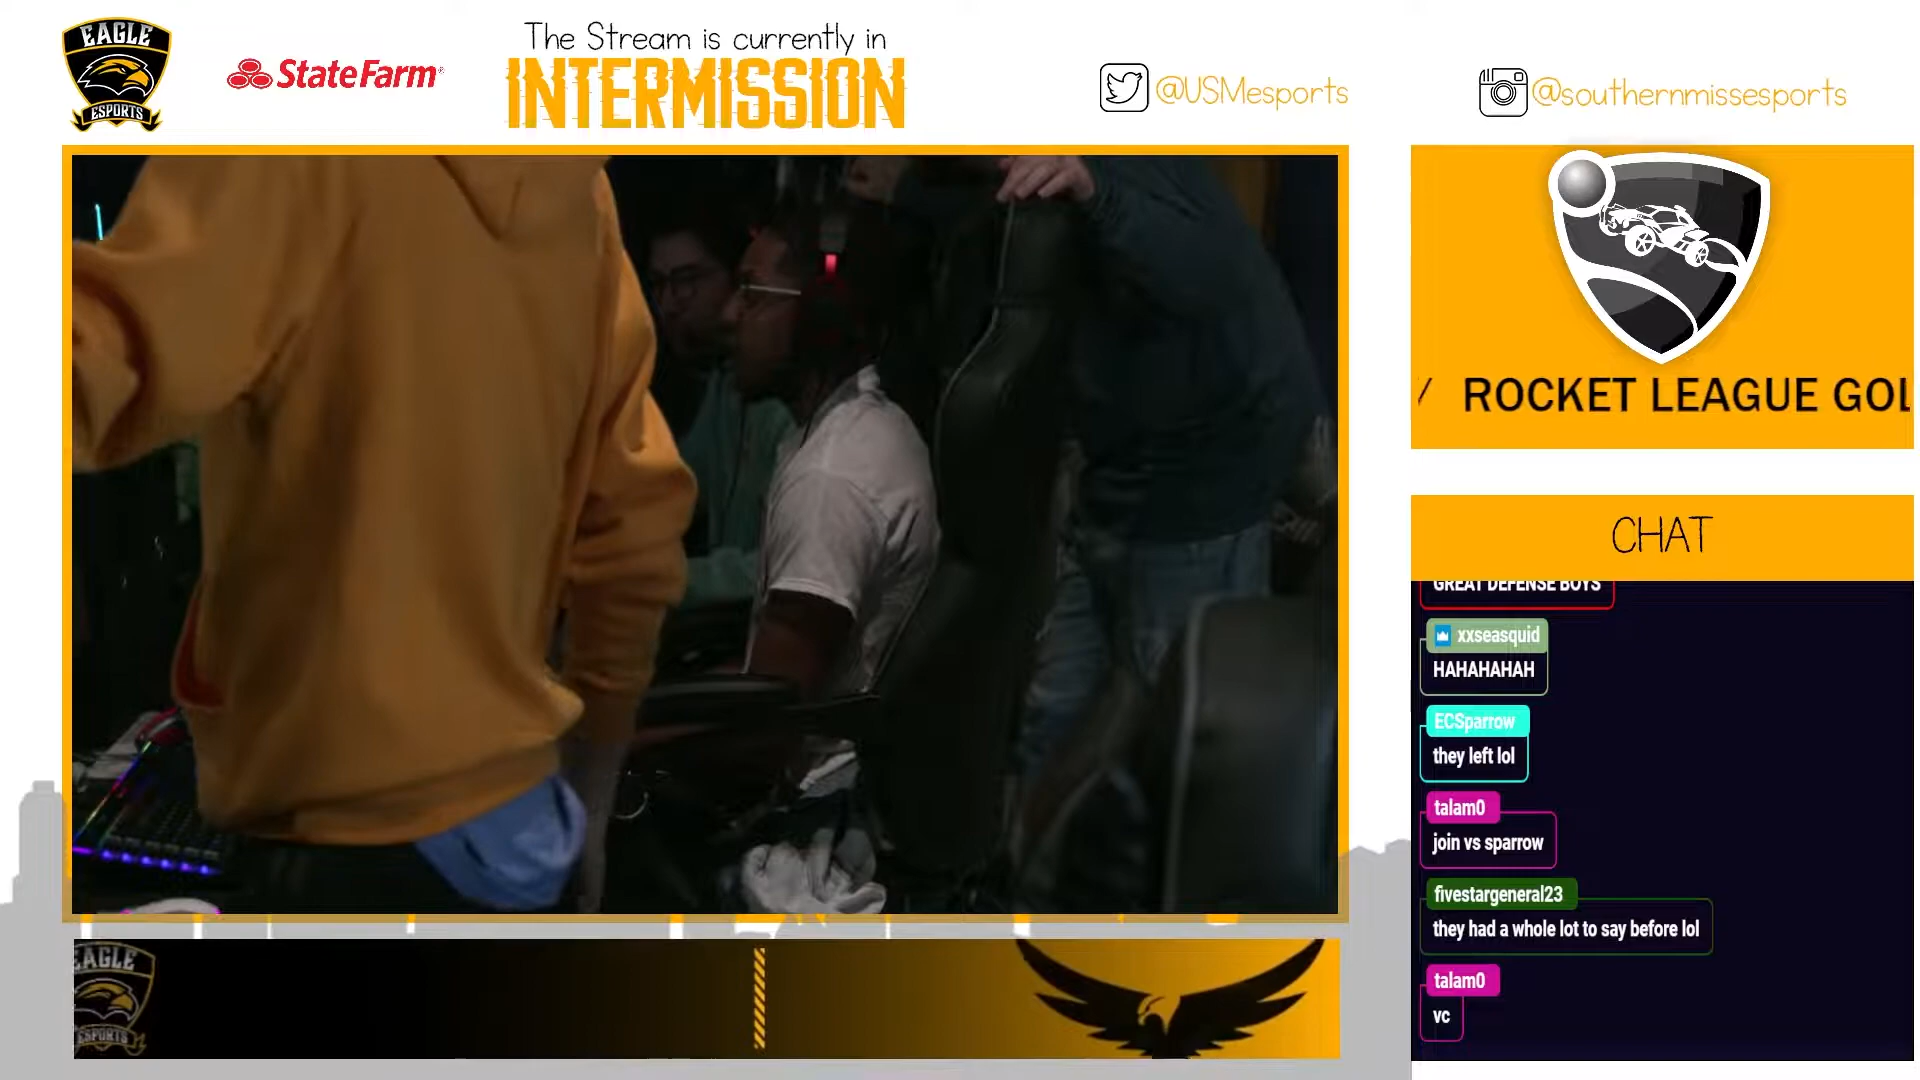 EAGLE
ESPORTS
StateFarm
The Stream is currently in
INTERMISSION
@USMesports
@southernmissesports
/ ROCKET LEAGUE GOL
CHAT
GREAT DEFENSE BOYS
xxseasquid
HAHAHAHAH
ECSparrow
they left lol
talam0
join vs sparrow
fivestargeneral23
they had a whole lot to say before lol
talam0
vc
EAGLE
ESPORTS